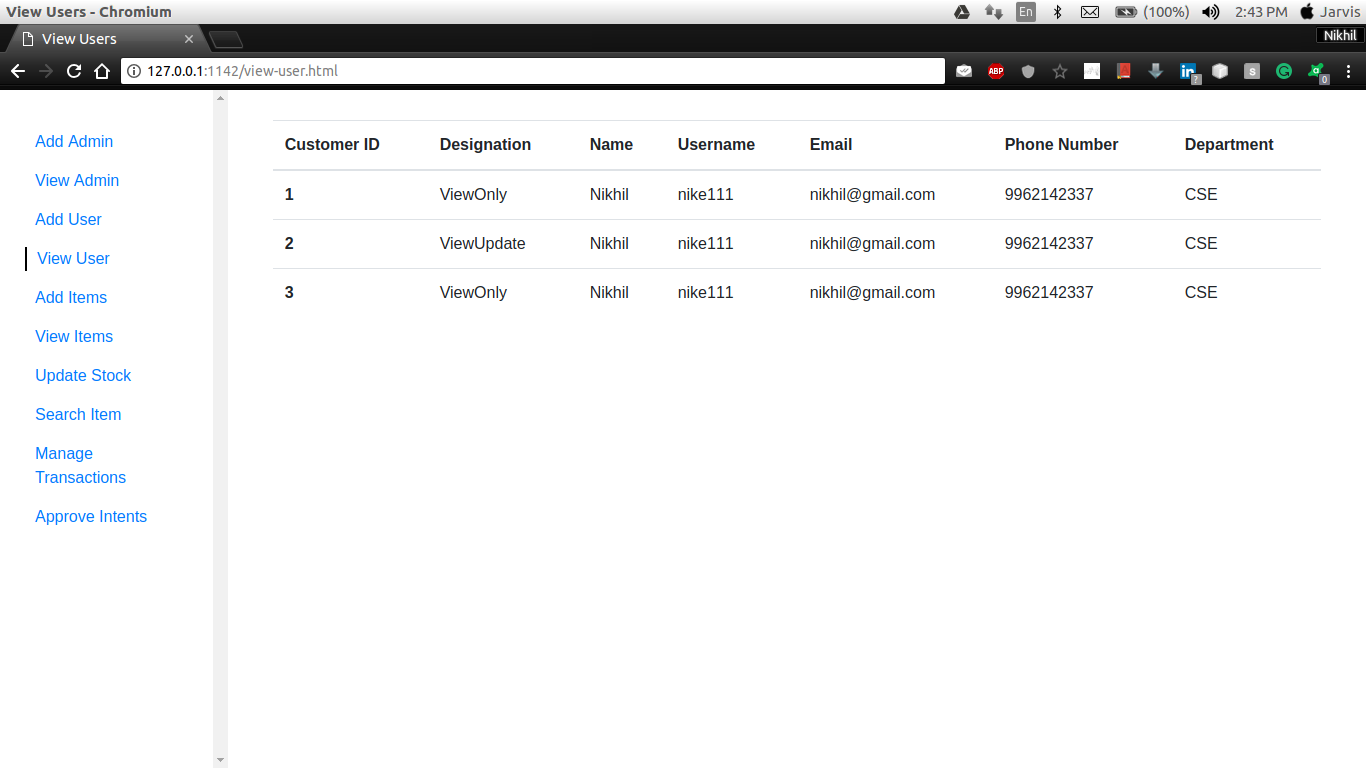 View Users - Chromium
En
(100%)
2:43 PM
Jarvis
View Users
Nikhil
127.0.0.1:1142/view-user.html
ABP
in
?
S
G
a
0
Add Admin
View Admin
Add User
View User
Add Items
View Items
Update Stock
Search Item
Manage
Transactions
Approve Intents
Customer ID Designation Name Username Email Phone Number Department
1 ViewOnly Nikhil nike111 nikhil@gmail.com 9962142337 CSE
2 ViewUpdate Nikhil nike111 nikhil@gmail.com 9962142337 CSE
3 ViewOnly Nikhil nike111 nikhil@gmail.com 9962142337 CSE